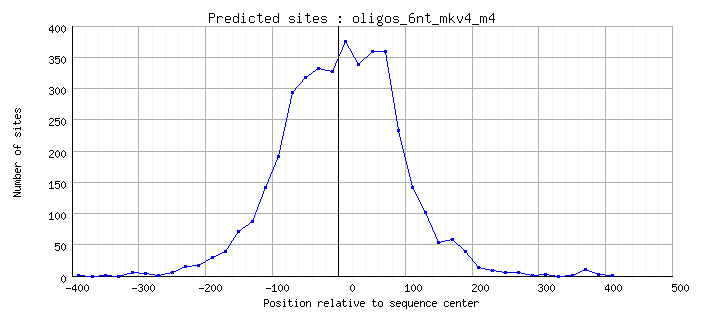 Predicted sites : oligos_6nt_mkv4_m4
400
350
300
250
200
150
100
50
0
Number of sites
-400 -300 -200 -100 0 100 200 300 400 500
Position relative to sequence center